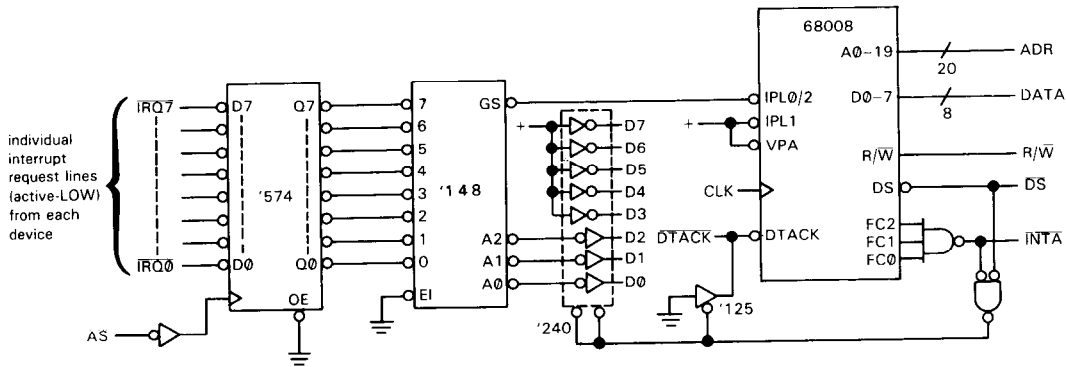 individual
interrupt
request lines
(active-LOW)
from each
device
IRQ7
IRQ0
AS
D7
D0
Q7
Q0
'574
OE
7
6
5
4
3
2
1
0
EI
'148
GS
A2
A1
A0
+
D7
D6
D5
D4
D3
D2
D1
D0
'240
68008
A0-19
20
ADR
D0-7
8
DATA
IPL0/2
+
IPL1
VPA
CLK
DTACK
DTACK
'125
R/W
R/W
DS
DS
FC2
FC1
FC0
INTA